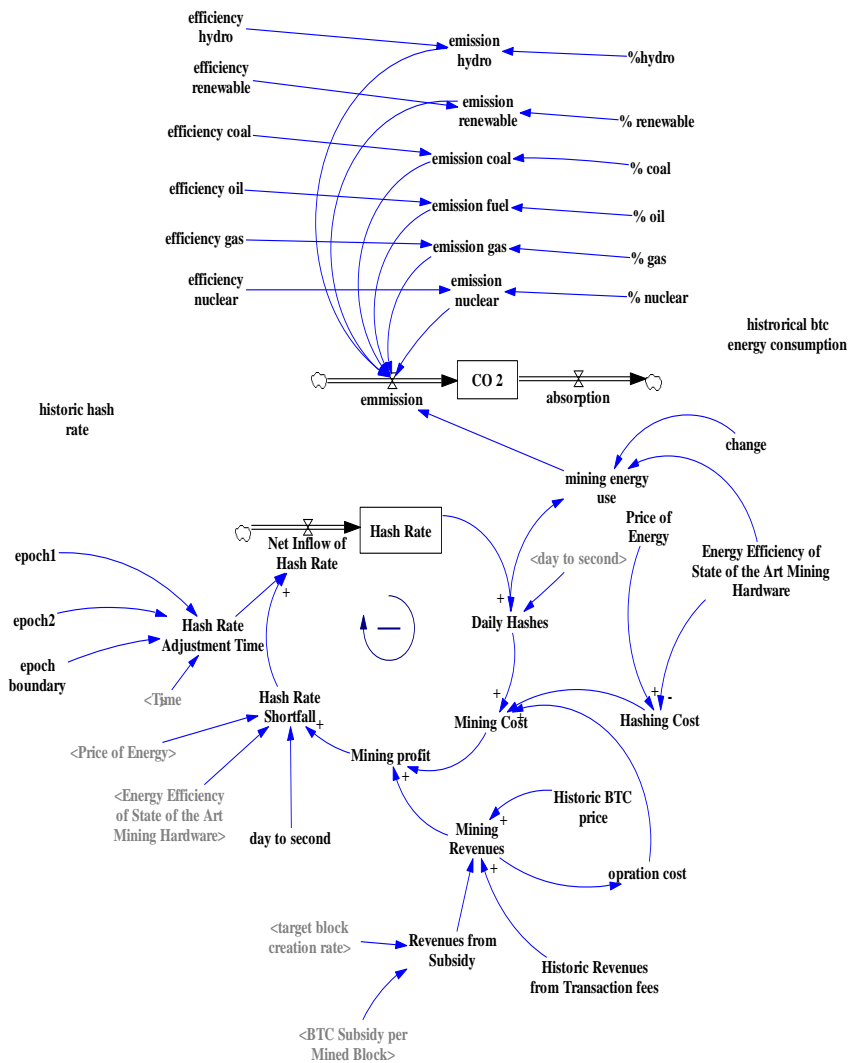 efficiency
hydro
emission
hydro
%hydro
efficiency
renewable
emission
renewable
% renewable
efficiency coal
emission coal
% coal
efficiency oil
emission fuel
% oil
efficiency gas
emission gas
% gas
efficiency
nuclear
emission
nuclear
% nuclear
histrorical btc
energy consumption
CO 2
emmission
absorption
historic hash
rate
change
mining energy
use
Price of
Energy
Hash Rate
Net Inflow of
Hash Rate
+
<day to second>
Energy Efficiency of
State of the Art Mining
Hardware
epoch1
epoch2
epoch
boundary
Hash Rate
Adjustment Time
<Time
+
Daily Hashes
Hash Rate
Shortfall
+
+
Mining Cost
+
+
-
Hashing Cost
<Price of Energy>
Mining profit
-
+
<Energy Efficiency
of State of the Art
Mining Hardware>
day to second
Historic BTC
price
+
Mining
Revenues
+
opration cost
<target block
creation rate>
Revenues from
Subsidy
Historic Revenues
from Transaction fees
<BTC Subsidy per
Mined Block>